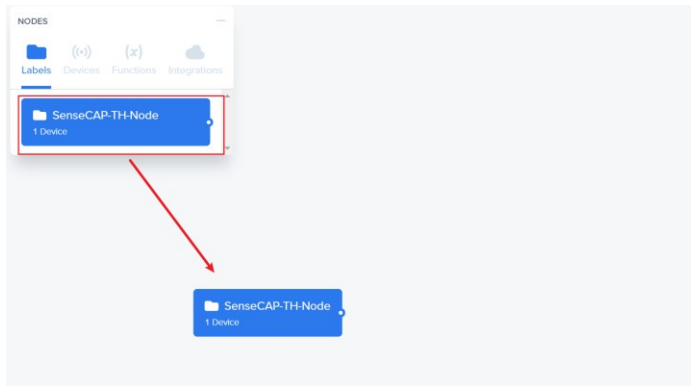 NODES
Labels Devices Functions Integrations
SenseCAP-TH-Node
1 Device
SenseCAP-TH-Node
1 Device